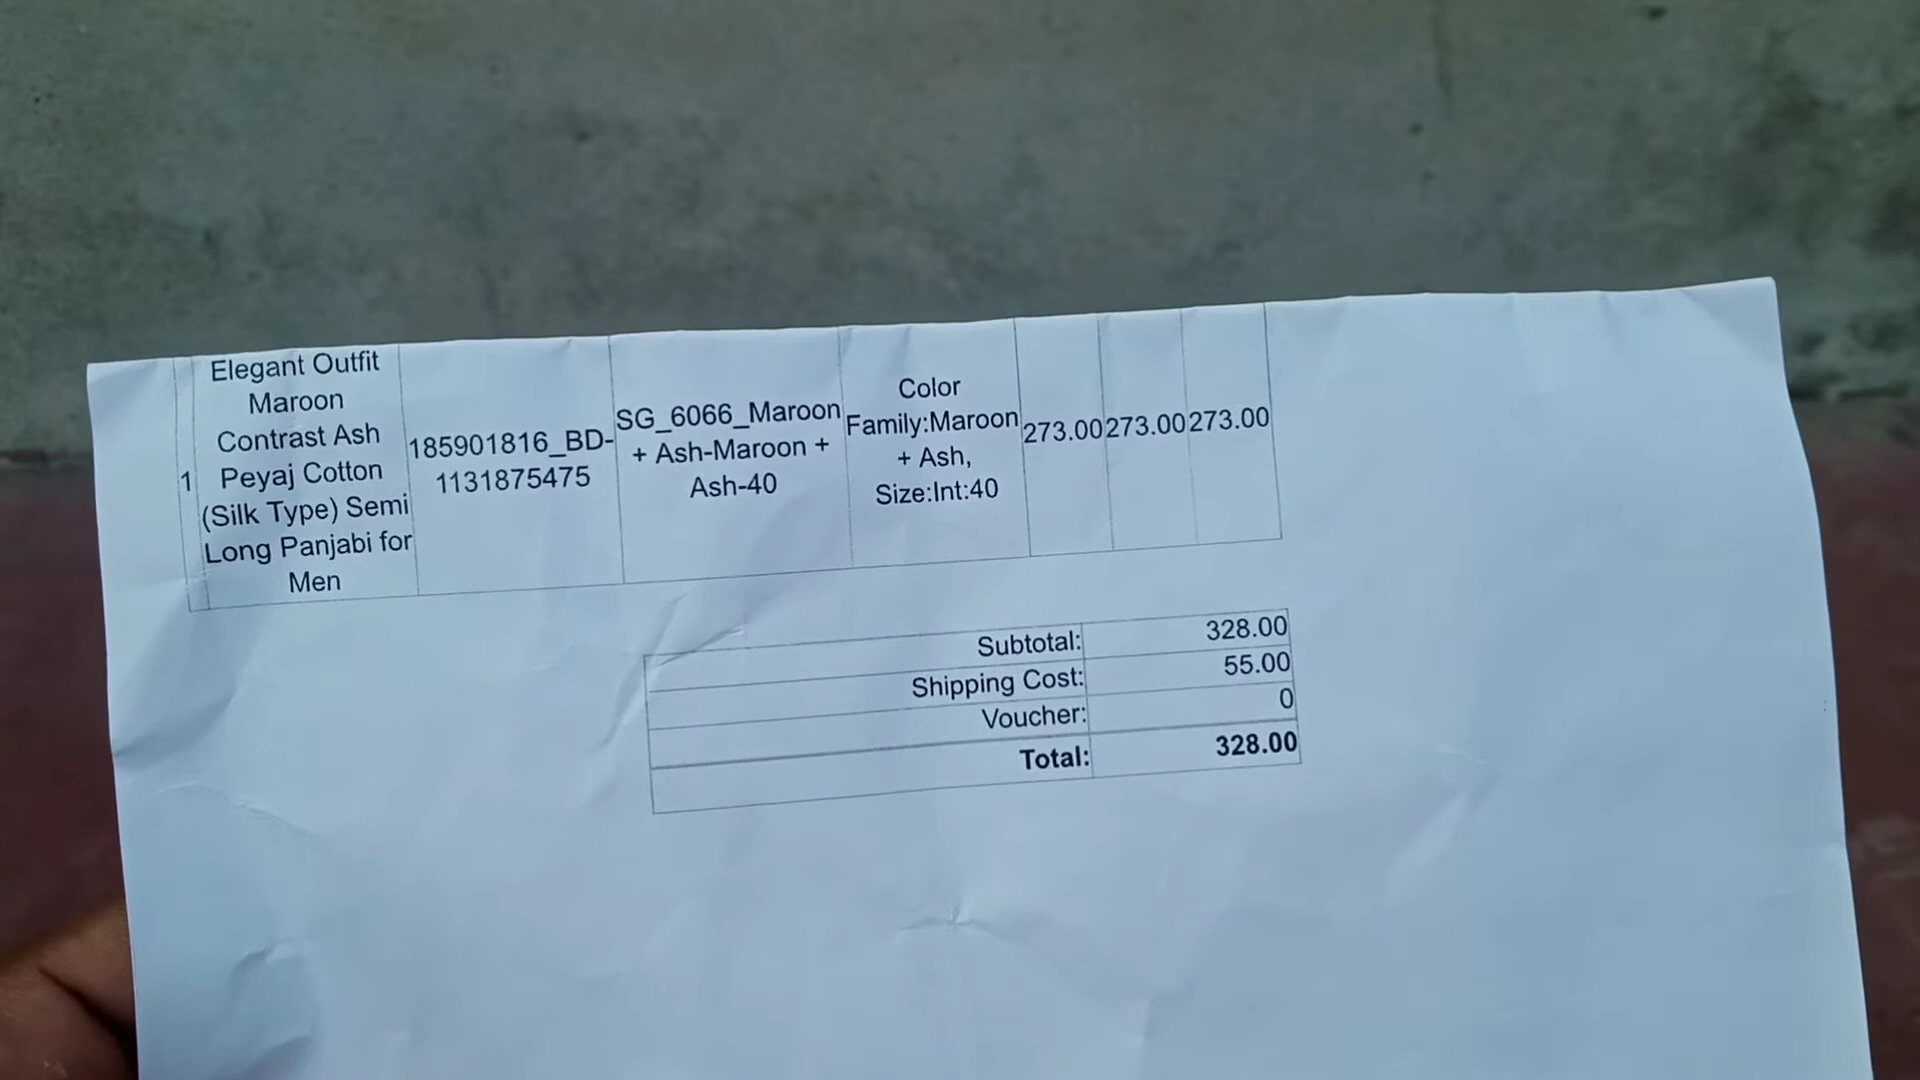 1
Elegant Outfit
Maroon
Contrast Ash
Peyaj Cotton
(Silk Type) Semi
Long Panjabi for
Men
185901816_BD-
1131875475
SG_6066_Maroon
+ Ash-Maroon +
Ash-40
Color
Family:Maroon
+ Ash,
Size:Int:40
273.00 273.00 273.00
Subtotal: 328.00
Shipping Cost: 55.00
Voucher: 0
Total: 328.00